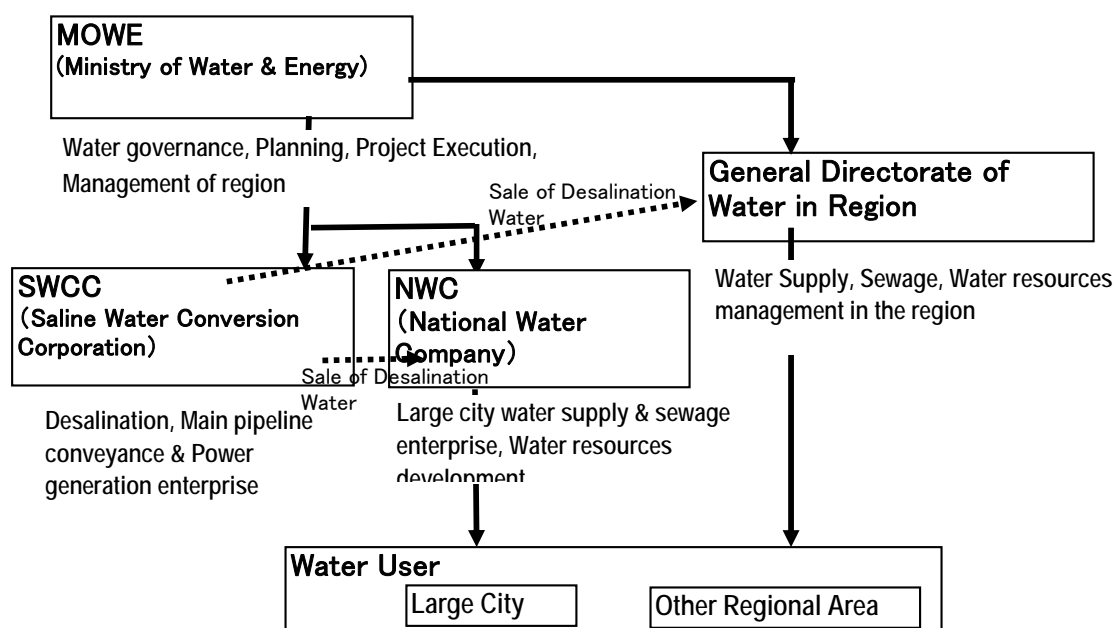 MOWE
(Ministry of Water & Energy)
Water governance, Planning, Project Execution,
Management of region
General Directorate of
Water in Region
Sale of Desalination
Water
SWCC
(Saline Water Conversion
Corporation)
NWC
(National Water
Company)
Water Supply, Sewage, Water resources
management in the region
Sale of Desalination
Water
Desalination, Main pipeline
conveyance & Power
generation enterprise
Large city water supply & sewage
enterprise, Water resources
development
Water User
Large City
Other Regional Area